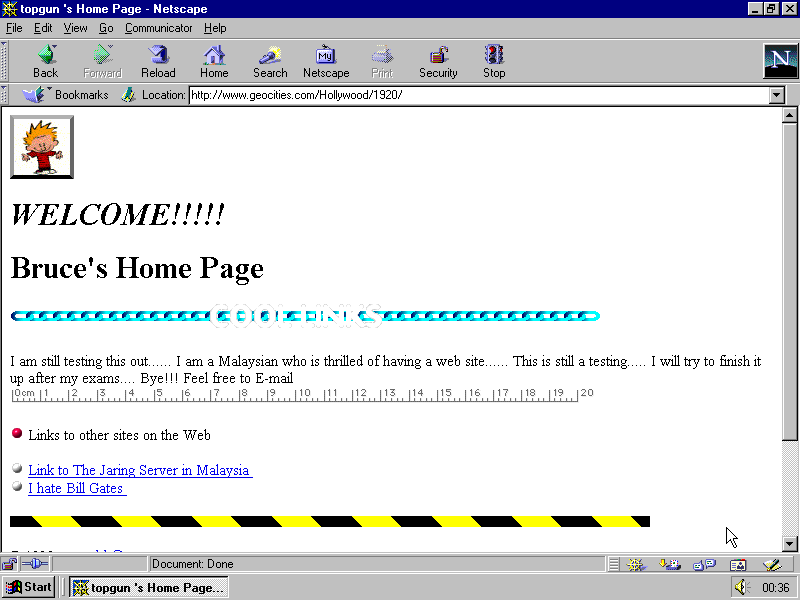 topgun 's Home Page - Netscape
File Edit View Go Communicator Help
Back Forward Reload Home Search Netscape Print Security Stop
My
N
Bookmarks Location: http://www.geocities.com/Hollywood/1920/
WELCOME!!!!!
Bruce's Home Page
COOL LINKS
I am still testing this out...... I am a Malaysian who is thrilled of having a web site...... This is still a testing..... I will try to finish it
up after my exams.... Bye!!! Feel free to E-mail
0cm 1 2 3 4 5 6 7 8 9 10 11 12 13 14 15 16 17 18 19 20
Links to other sites on the Web
Link to The Jaring Server in Malaysia
I hate Bill Gates
Document: Done
Start topgun 's Home Page... 00:36